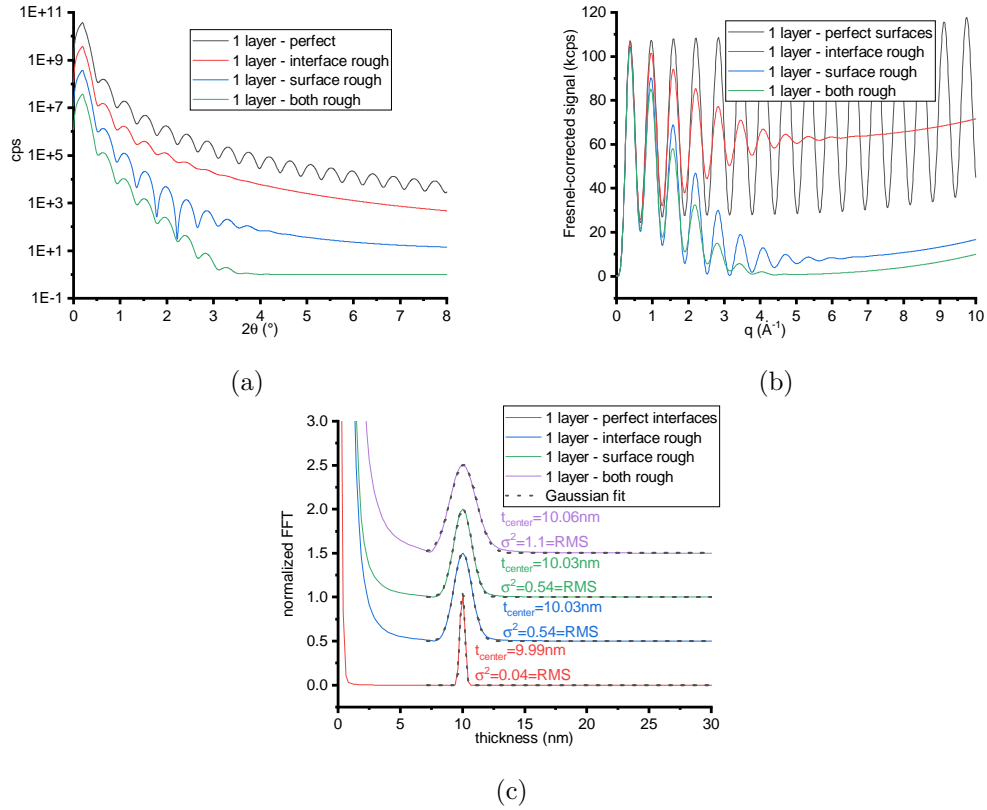 1E+11
1E+9
1E+7
1E+5
1E+3
1E+1
1E-1
cps
0 1 2 3 4 5 6 7 8
2θ (°)
1 layer - perfect
1 layer - interface rough
1 layer - surface rough
1 layer - both rough
(a)
120
100
80
60
40
20
0
Fresnel-corrected signal (kcps)
0 1 2 3 4 5 6 7 8 9 10
q (Å⁻¹)
1 layer - perfect surfaces
1 layer - interface rough
1 layer - surface rough
1 layer - both rough
(b)
3.0
2.5
2.0
1.5
1.0
0.5
0.0
normalized FFT
0 5 10 15 20 25 30
thickness (nm)
1 layer - perfect interfaces
1 layer - interface rough
1 layer - surface rough
1 layer - both rough
Gaussian fit
t_center=10.06nm
σ²=1.1=RMS
t_center=10.03nm
σ²=0.54=RMS
t_center=10.03nm
σ²=0.54=RMS
t_center=9.99nm
σ²=0.04=RMS
(c)